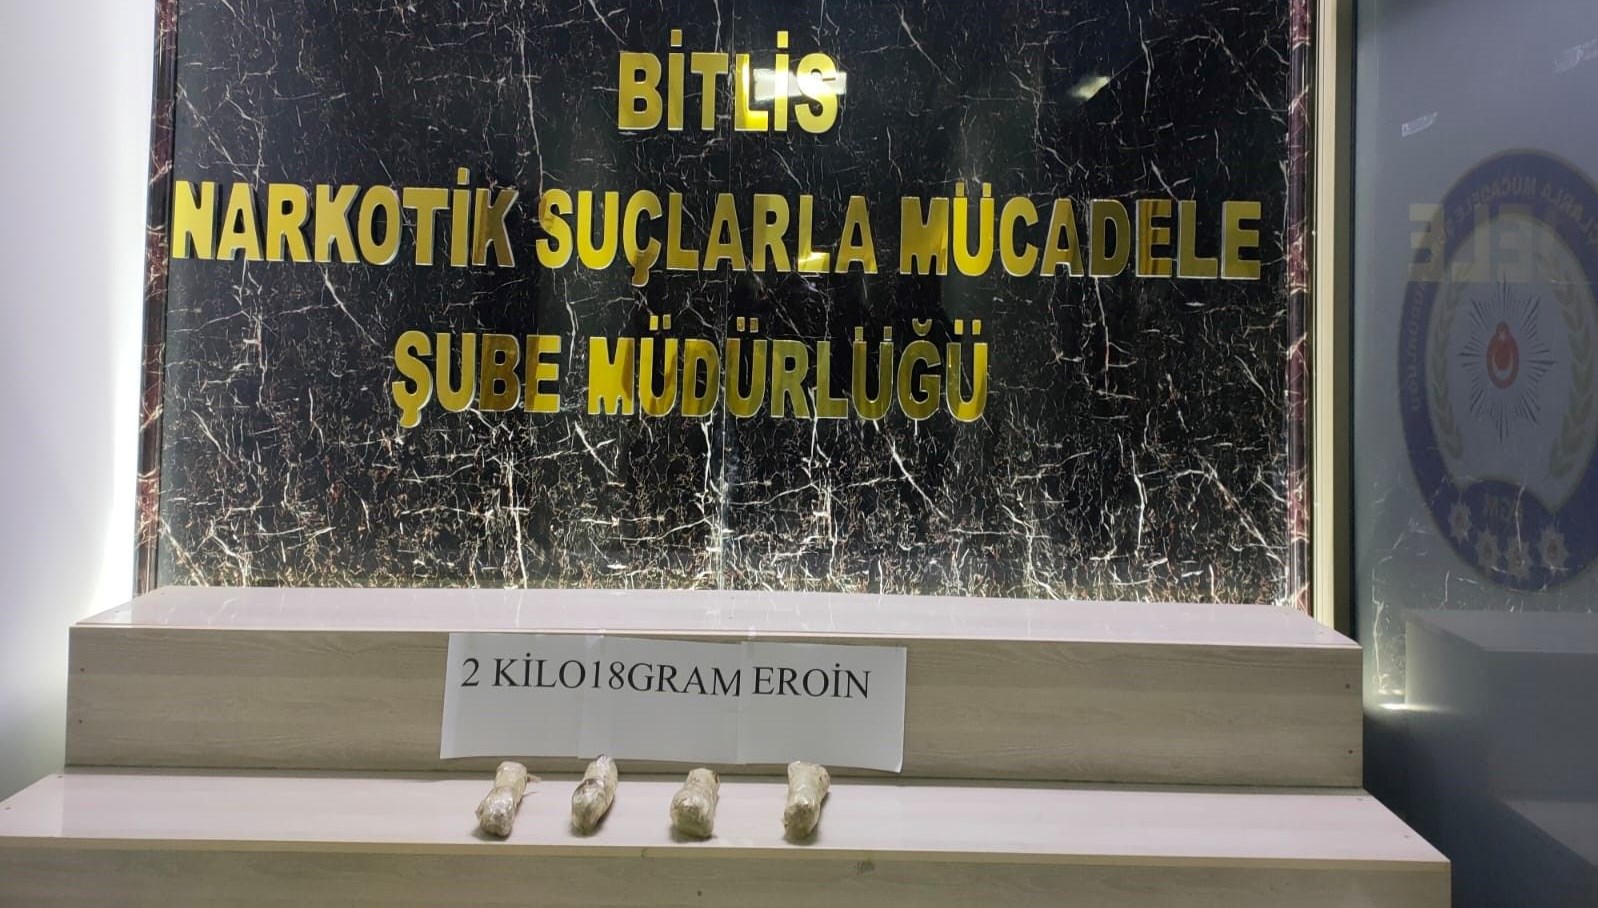 BİTLİS
NARKOTİK SUÇLARLA MÜCADELE
ŞUBE MÜDÜRLÜĞÜ
2 KİLO18GRAM EROİN